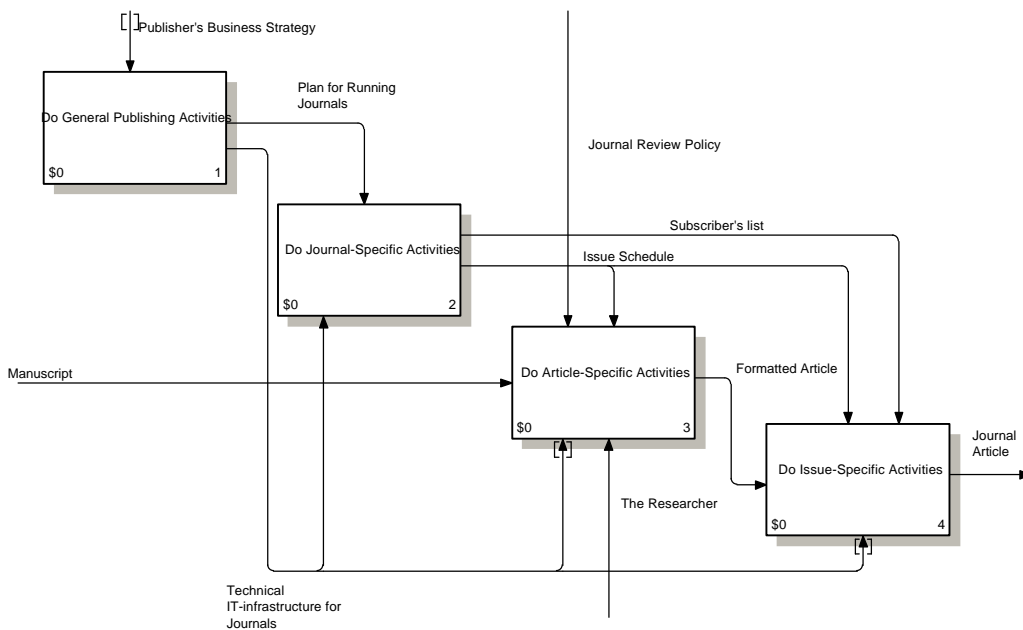 [ ]Publisher's Business Strategy
Plan for Running
Journals
Do General Publishing Activities
$0 1
Journal Review Policy
Subscriber's list
Do Journal-Specific Activities
Issue Schedule
$0 2
Manuscript
Do Article-Specific Activities
Formatted Article
$0 3
[ ]
Journal
Article
Do Issue-Specific Activities
The Researcher
$0 4
[ ]
Technical
IT-infrastructure for
Journals